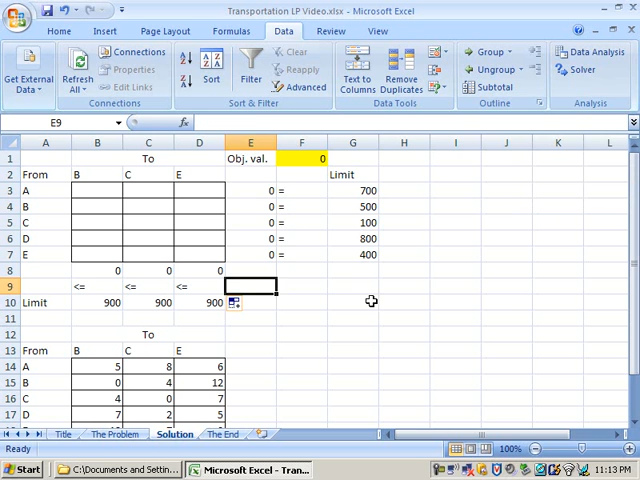 Transportation LP Video.xlsx - Microsoft Excel
Home Insert Page Layout Formulas Data Review View
Get External Data
Refresh All
Connections
Properties
Edit Links
Connections
Sort
Filter
Clear
Reapply
Advanced
Sort & Filter
Text to Columns
Remove Duplicates
Data Tools
Group
Ungroup
Subtotal
Outline
Data Analysis
Solver
Analysis
E9 fx
A B C D E F G H I J K
1 To Obj. val. 0
2 From B C E Limit
3 A 0 = 700
4 B 0 = 500
5 C 0 = 100
6 D 0 = 800
7 E 0 = 400
8 0 0 0
9 <= <= <=
10 Limit 900 900 900
11
12 To
13 From B C E
14 A 5 8 6
15 B 0 4 12
16 C 4 0 7
17 D 7 2 5
Title The Problem Solution The End
Ready 100%
Start C:\Documents and Settin... Microsoft Excel - Tran... 11:13 PM